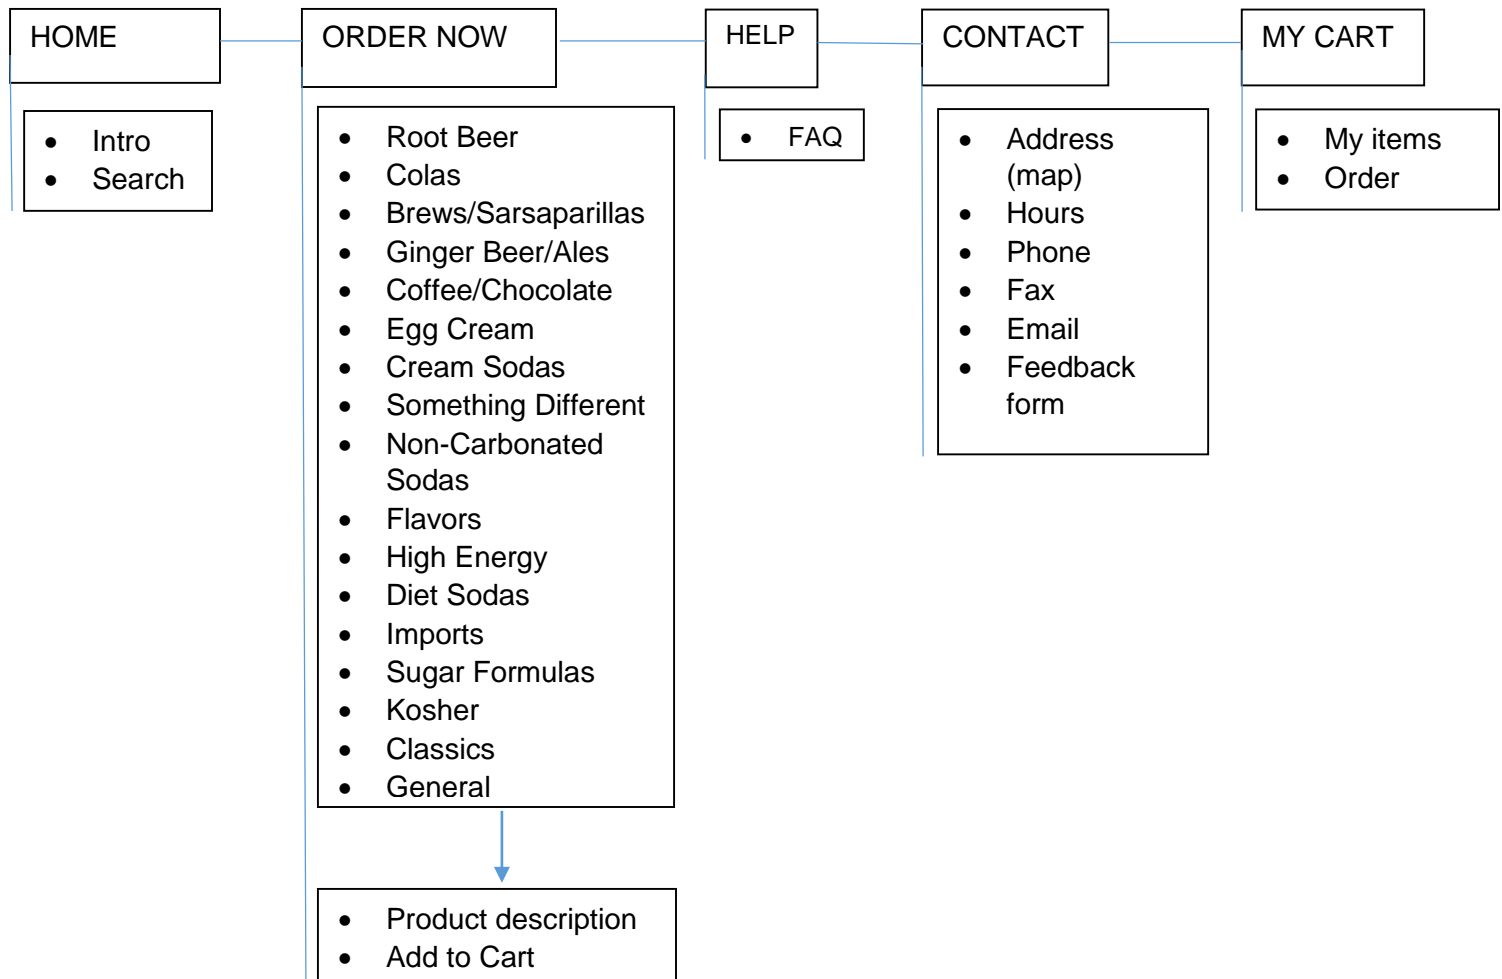 HOME
ORDER NOW
HELP
CONTACT
MY CART
• Intro
• Search
• Root Beer
• Colas
• Brews/Sarsaparillas
• Ginger Beer/Ales
• Coffee/Chocolate
• Egg Cream
• Cream Sodas
• Something Different
• Non-Carbonated
Sodas
• Flavors
• High Energy
• Diet Sodas
• Imports
• Sugar Formulas
• Kosher
• Classics
• General
• Product description
• Add to Cart
• FAQ
• Address
(map)
• Hours
• Phone
• Fax
• Email
• Feedback
form
• My items
• Order